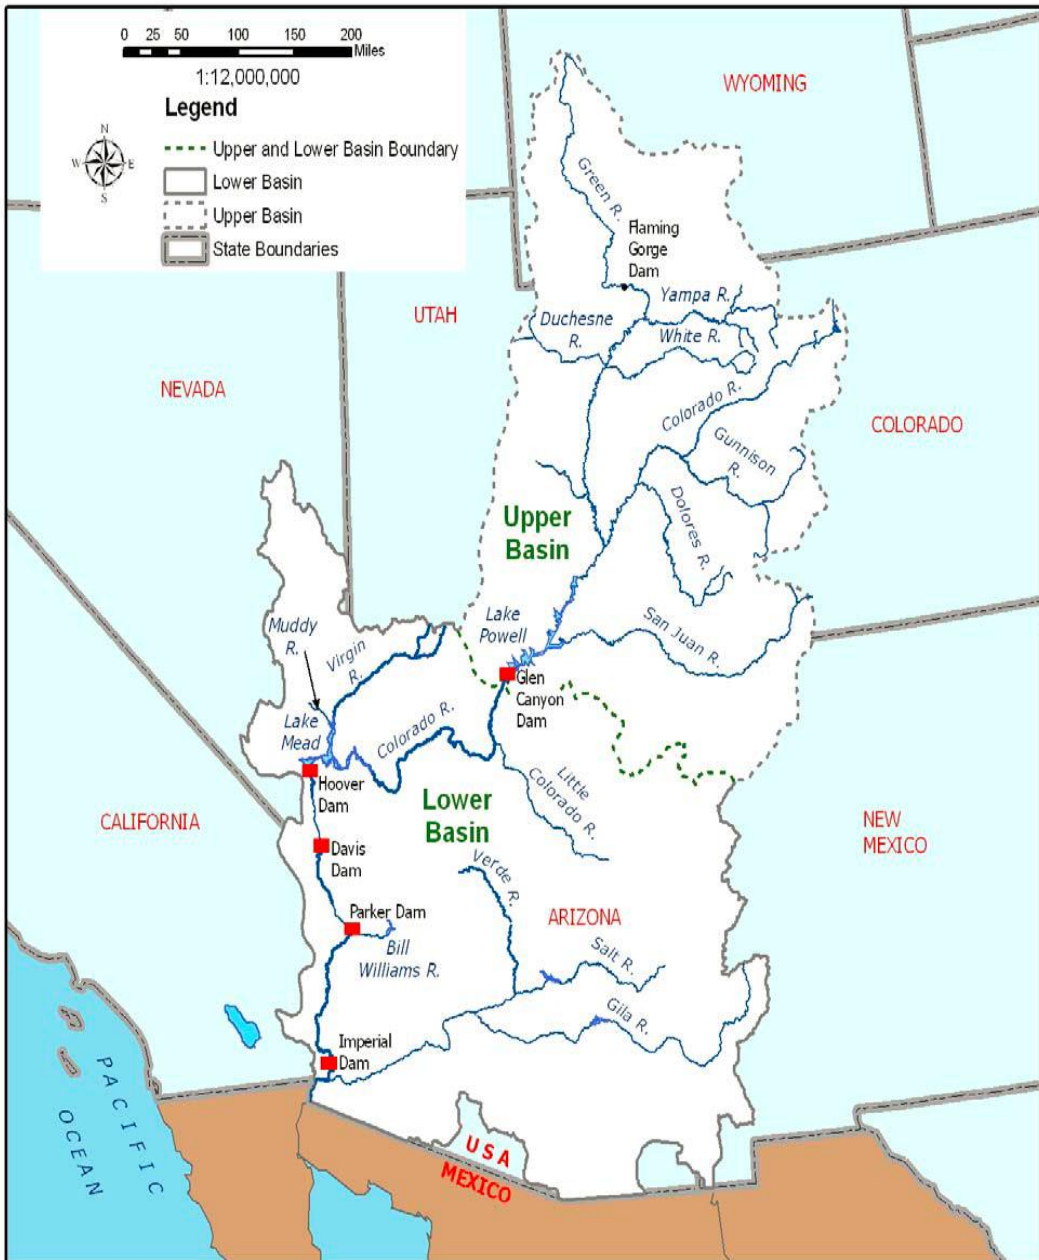 0 25 50 100 150 200
Miles
1:12,000,000
Legend
N
W E
S
Upper and Lower Basin Boundary
Lower Basin
Upper Basin
State Boundaries
WYOMING
Green R.
Flaming
Gorge
Dam
UTAH
Duchesne
R.
Yampa R.
White R.
NEVADA
Colorado R.
COLORADO
Gunnison
R.
Dolores R.
Upper
Basin
Lake
Powell
San Juan R.
Muddy
R.
Virgin
R.
Glen
Canyon
Dam
Lake
Mead
Colorado R.
Hoover
Dam
Little
Colorado R.
Lower
Basin
CALIFORNIA
NEW
MEXICO
Davis
Dam
Verde R.
Parker Dam
ARIZONA
Bill
Williams R.
Salt R.
Gila R.
Imperial
Dam
PACIFIC
OCEAN
USA
MEXICO